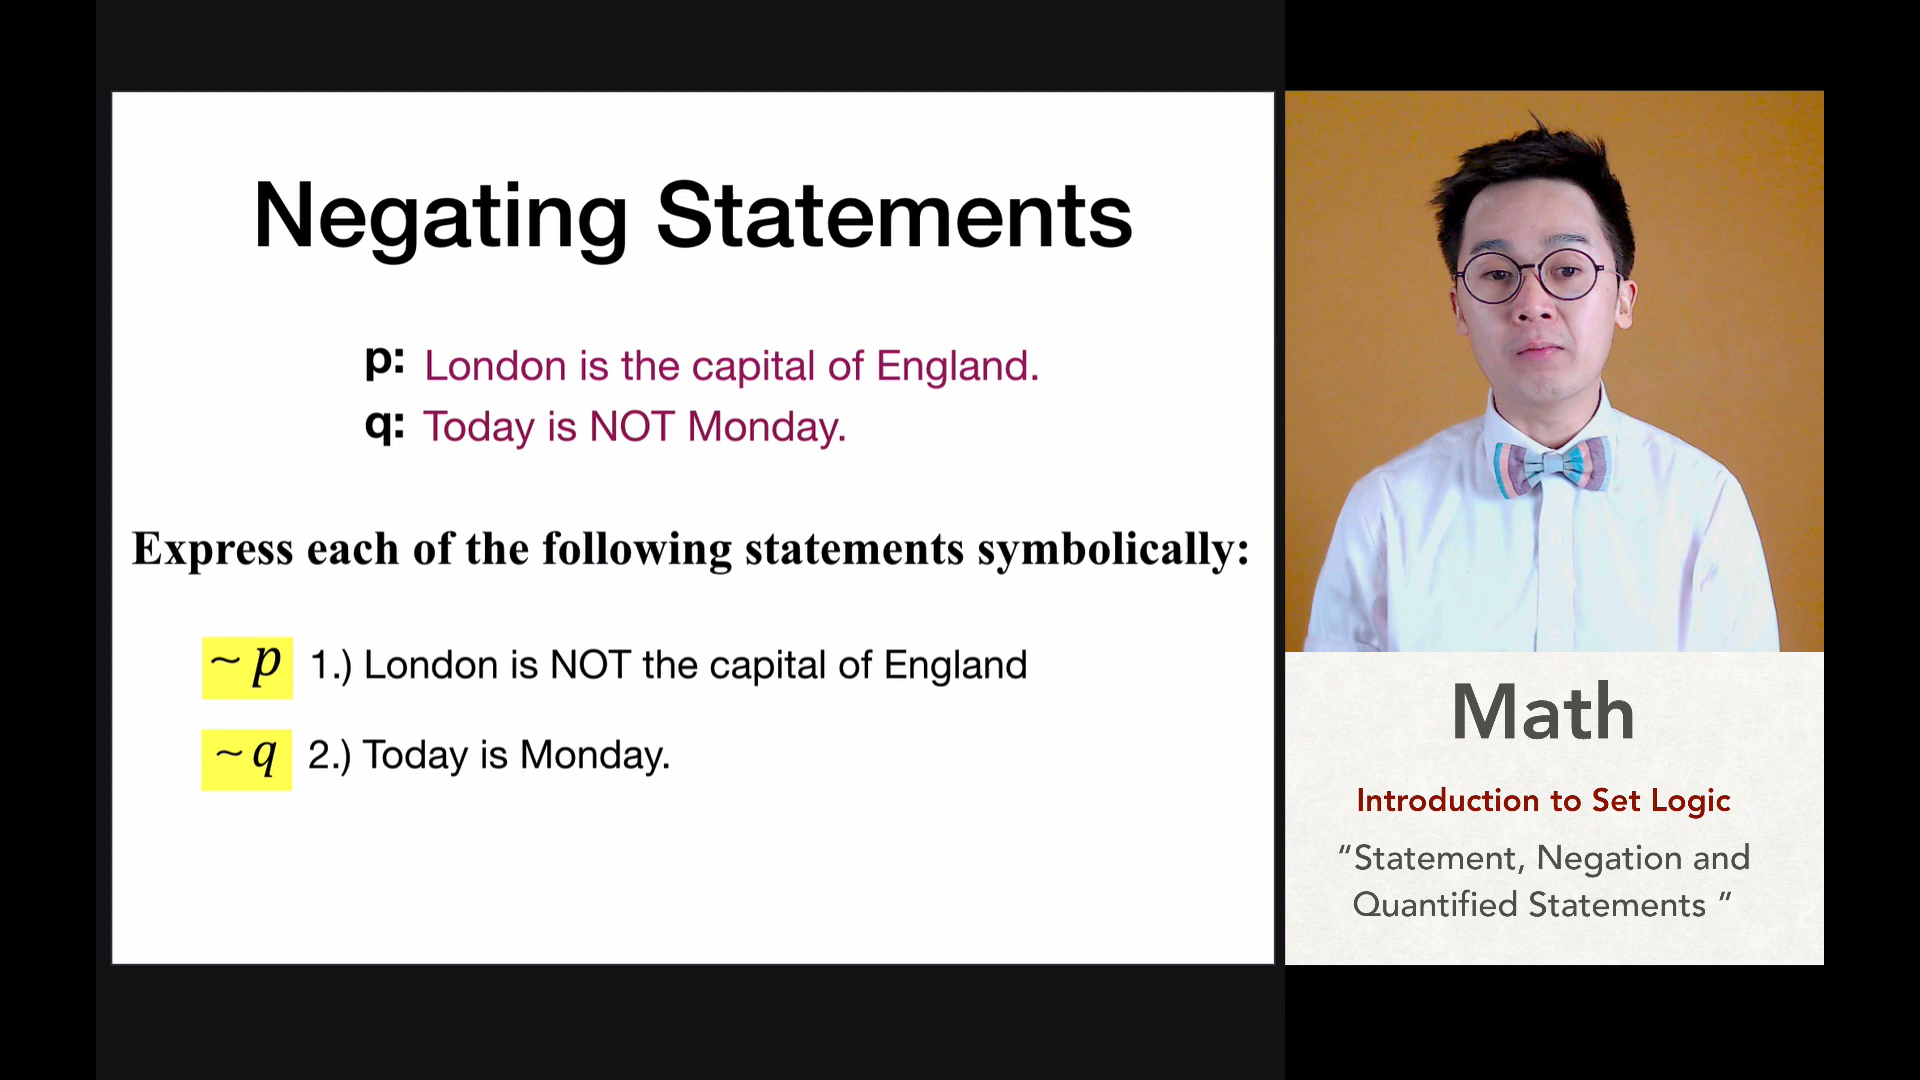 Negating Statements
p: London is the capital of England.
q: Today is NOT Monday.
Express each of the following statements symbolically:
~ p 1.) London is NOT the capital of England
~ q 2.) Today is Monday.
Math
Introduction to Set Logic
“Statement, Negation and
Quantified Statements ”